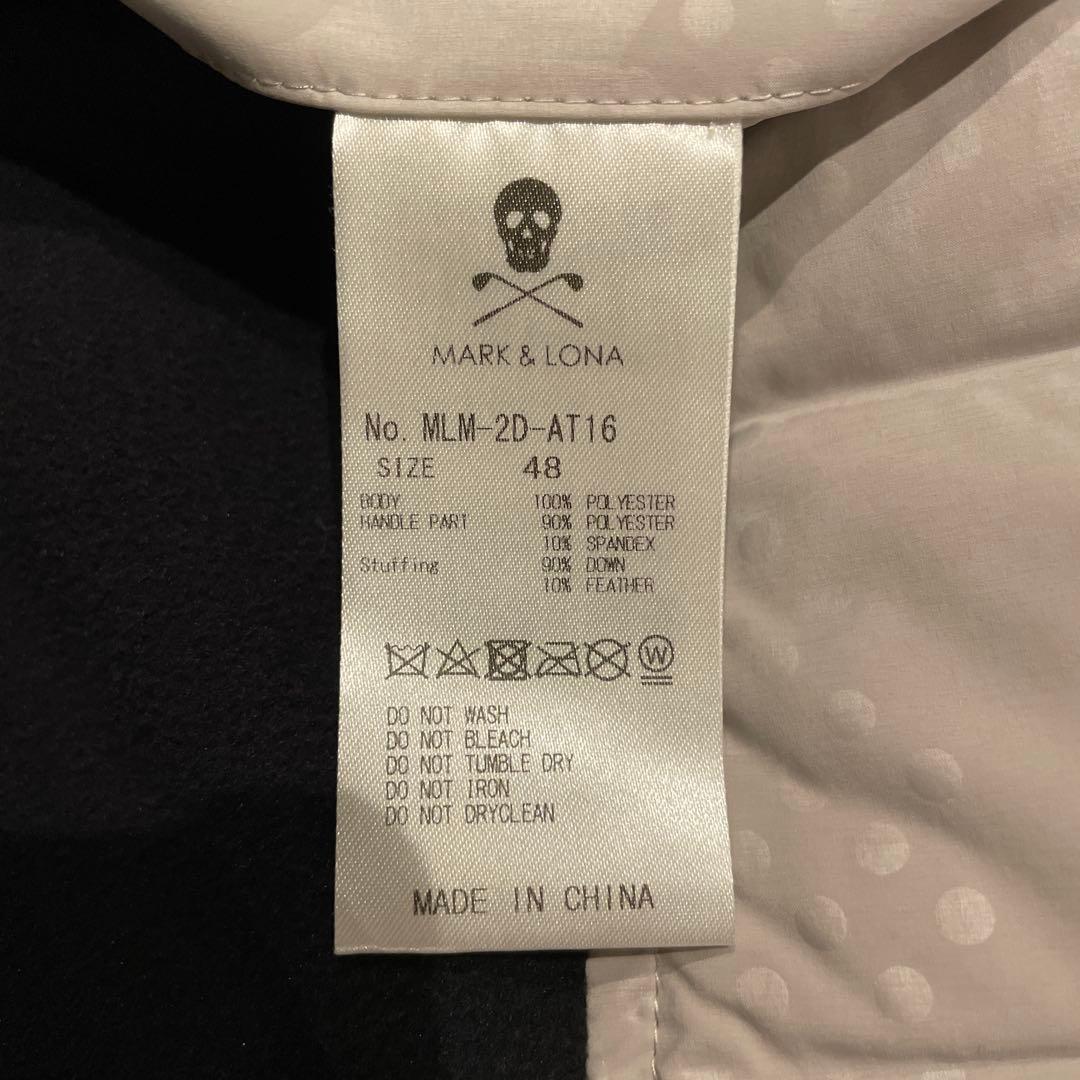 MARK & LONA
No. MLM-2D-AT16
SIZE 48
BODY 100% POLYESTER
HANDLE PART 90% POLYESTER
10% SPANDEX
Stuffing 90% DOWN
10% FEATHER
W
DO NOT WASH
DO NOT BLEACH
DO NOT TUMBLE DRY
DO NOT IRON
DO NOT DRYCLEAN
MADE IN CHINA